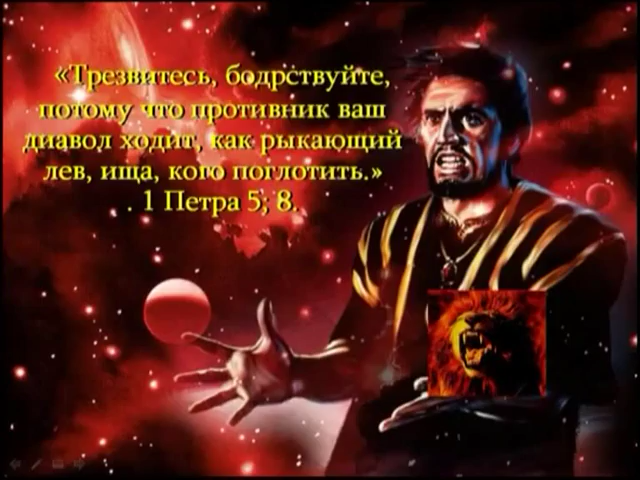 «Трезвитесь, бодрствуйте,
потому что противник ваш
диавол ходит, как рыкающий
лев, ища, кого поглотить.»
. 1 Петра 5; 8.